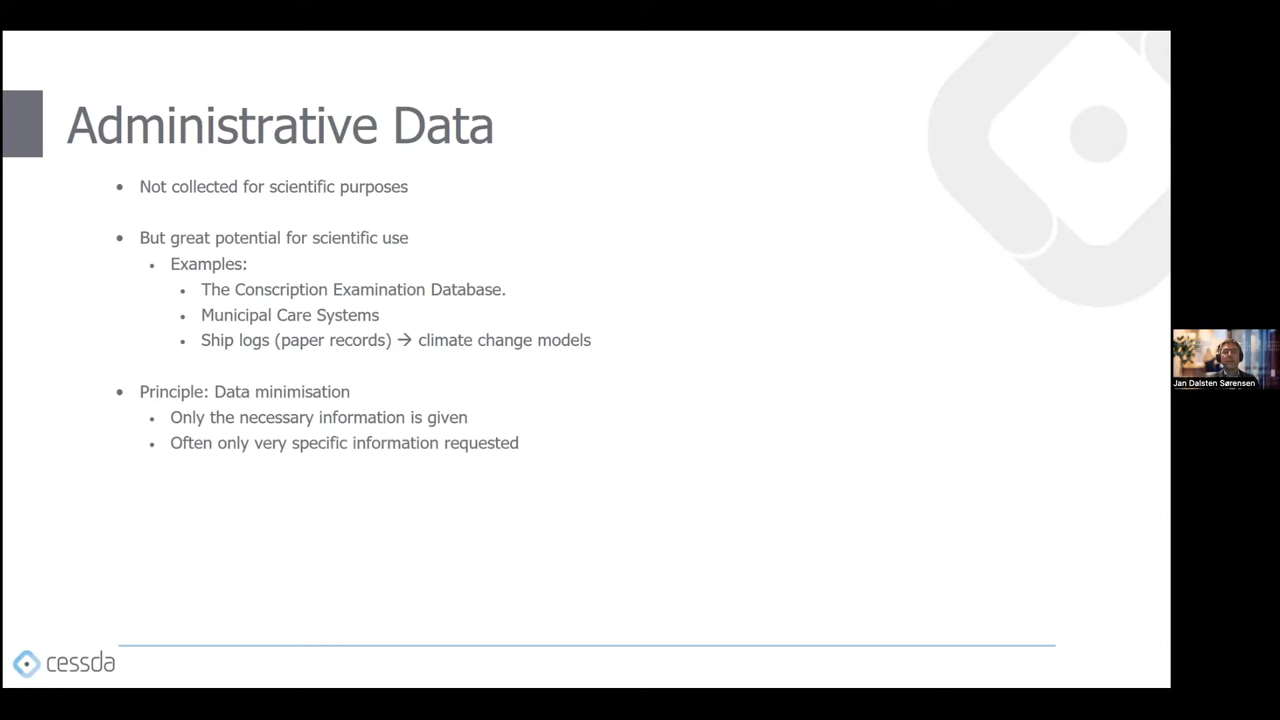 Administrative Data
• Not collected for scientific purposes
• But great potential for scientific use
• Examples:
• The Conscription Examination Database.
• Municipal Care Systems
• Ship logs (paper records) → climate change models
• Principle: Data minimisation
• Only the necessary information is given
• Often only very specific information requested
Jan Dalsten Sørensen
cessda